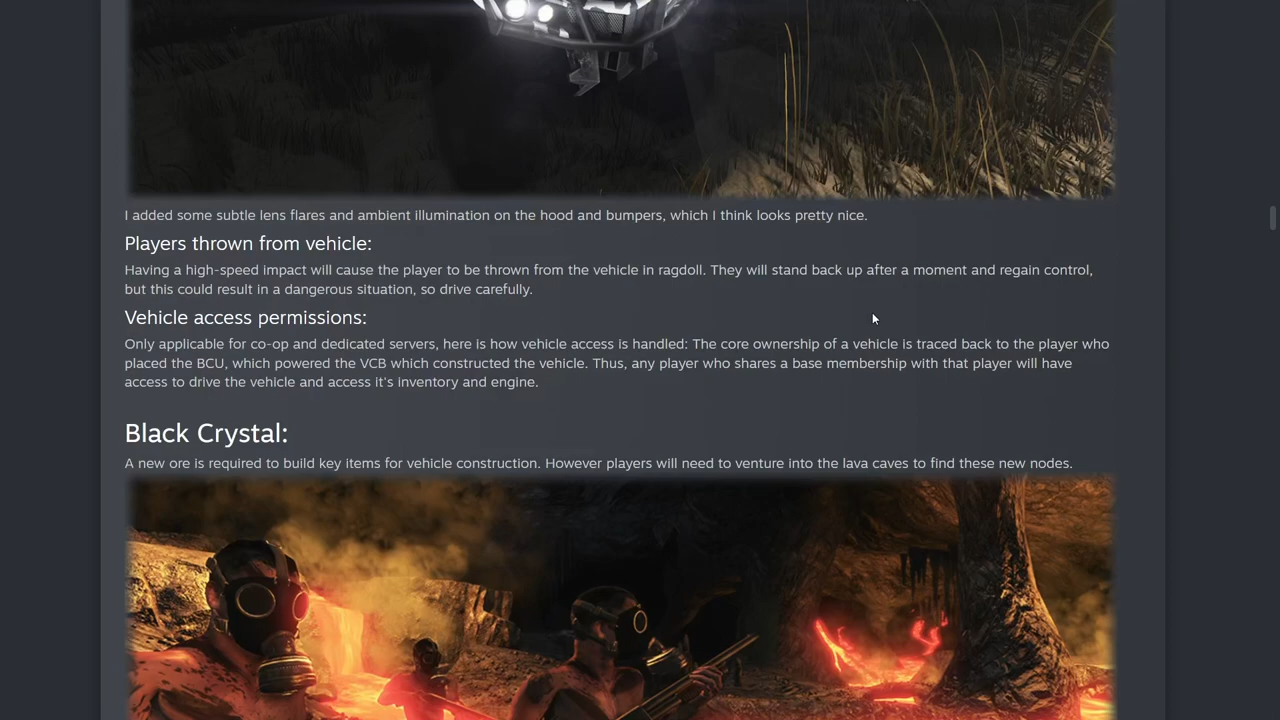 I added some subtle lens flares and ambient illumination on the hood and bumpers, which I think looks pretty nice.
Players thrown from vehicle:
Having a high-speed impact will cause the player to be thrown from the vehicle in ragdoll. They will stand back up after a moment and regain control,
but this could result in a dangerous situation, so drive carefully.
Vehicle access permissions:
Only applicable for co-op and dedicated servers, here is how vehicle access is handled: The core ownership of a vehicle is traced back to the player who
placed the BCU, which powered the VCB which constructed the vehicle. Thus, any player who shares a base membership with that player will have
access to drive the vehicle and access it's inventory and engine.
Black Crystal:
A new ore is required to build key items for vehicle construction. However players will need to venture into the lava caves to find these new nodes.